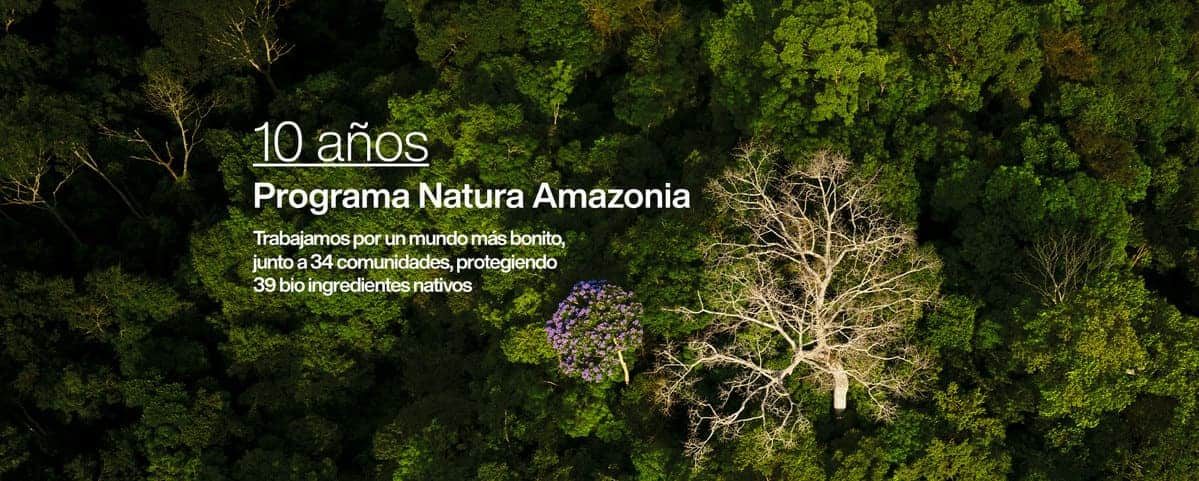 10 años
Programa Natura Amazonia
Trabajamos por un mundo más bonito,
junto a 34 comunidades, protegiendo
39 bio ingredientes nativos